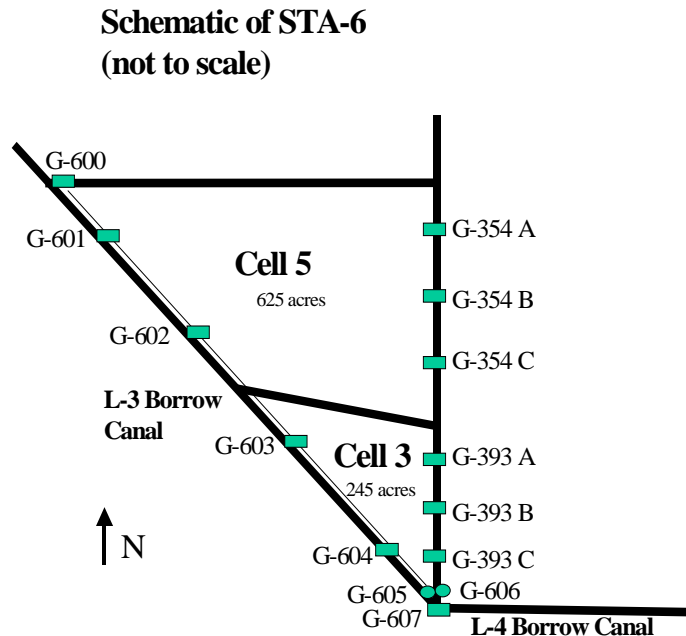 Schematic of STA-6
(not to scale)
G-600
G-601
G-354 A
Cell 5
625 acres
G-354 B
G-602
G-354 C
L-3 Borrow
Canal
G-603
Cell 3
245 acres
G-393 A
G-393 B
N
G-604
G-393 C
G-605
G-606
G-607
L-4 Borrow Canal